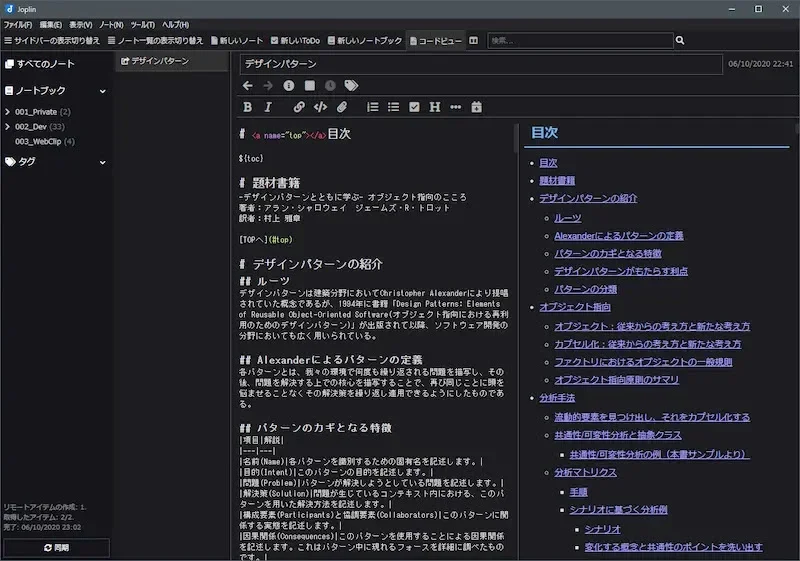 Joplin
ファイル(F) 編集(E) 表示(V) ノート(N) ツール(T) ヘルプ(H)
サイドバーの表示切り替え ノート一覧の表示切り替え 新しいノート 新しいToDo 新しいノートブック コードビュー 検索...
すべてのノート
ノートブック
001_Private (2)
002_Dev (33)
003_WebClip (4)
タグ
リモートアイテムの作成: 1.
取得したアイテム: 2/2.
完了: 06/10/2020 23:02
同期
デザインパターン
デザインパターン
06/10/2020 22:41
# <a name="top"></a>目次
${toc}
# 題材書籍
-デザインパターンとともに学ぶ- オブジェクト指向のこころ
著者：アラン・シャロウェイ ジェームズ・R・トロット
訳者：村上 雅章
[TOPへ](#top)
# デザインパターンの紹介
## ルーツ
デザインパターンは建築分野においてChristopher Alexanderにより提唱
されていた概念であるが、1994年に書籍「Design Patterns: Elements
of Reusable Object-Oriented Software(オブジェクト指向における再利
用のためのデザインパターン)」が出版されて以降、ソフトウェア開発の
分野においても広く用いられている。
## Alexanderによるパターンの定義
各パターンとは、我々の環境で何度も繰り返される問題を描写し、その
後、問題を解決する上での核心を描写することで、再び同じことに頭を
悩ませることなくその解決策を繰り返し適用できるようにしたものであ
る。
## パターンのカギとなる特徴
|項目|解説|
|---|---|
|名前(Name)|各パターンを識別するための固有名を記述します。|
|目的(Intent)|このパターンの目的を記述します。|
|問題(Problem)|パターンが解決しようとしている問題を記述します。|
|解決策(Solution)|問題が生じているコンテキスト内における、このパ
ターンを用いた解決方法を記述します。|
|構成要素(Participants)と協調要素(Collaborators)|このパターンに関
係する実態を記述します。|
|因果関係(Consequences)|このパターンを使用することによる因果関係
を記述します。これはパターン中に現れるフォースを詳細に調べたもの
です。|
目次
目次
題材書籍
デザインパターンの紹介
ルーツ
Alexanderによるパターンの定義
パターンのカギとなる特徴
デザインパターンがもたらす利点
パターンの分類
オブジェクト指向
オブジェクト：従来からの考え方と新たな考え方
カプセル化：従来からの考え方と新たな考え方
ファクトリにおけるオブジェクトの一般規則
オブジェクト指向原則のサマリ
分析手法
流動的要素を見つけ出し、それをカプセル化する
共通性/可変性分析と抽象クラス
共通性/可変性分析の例（本書サンプルより）
分析マトリクス
手順
シナリオに基づく分析例
シナリオ
変化する概念と共通性のポイントを洗い出す